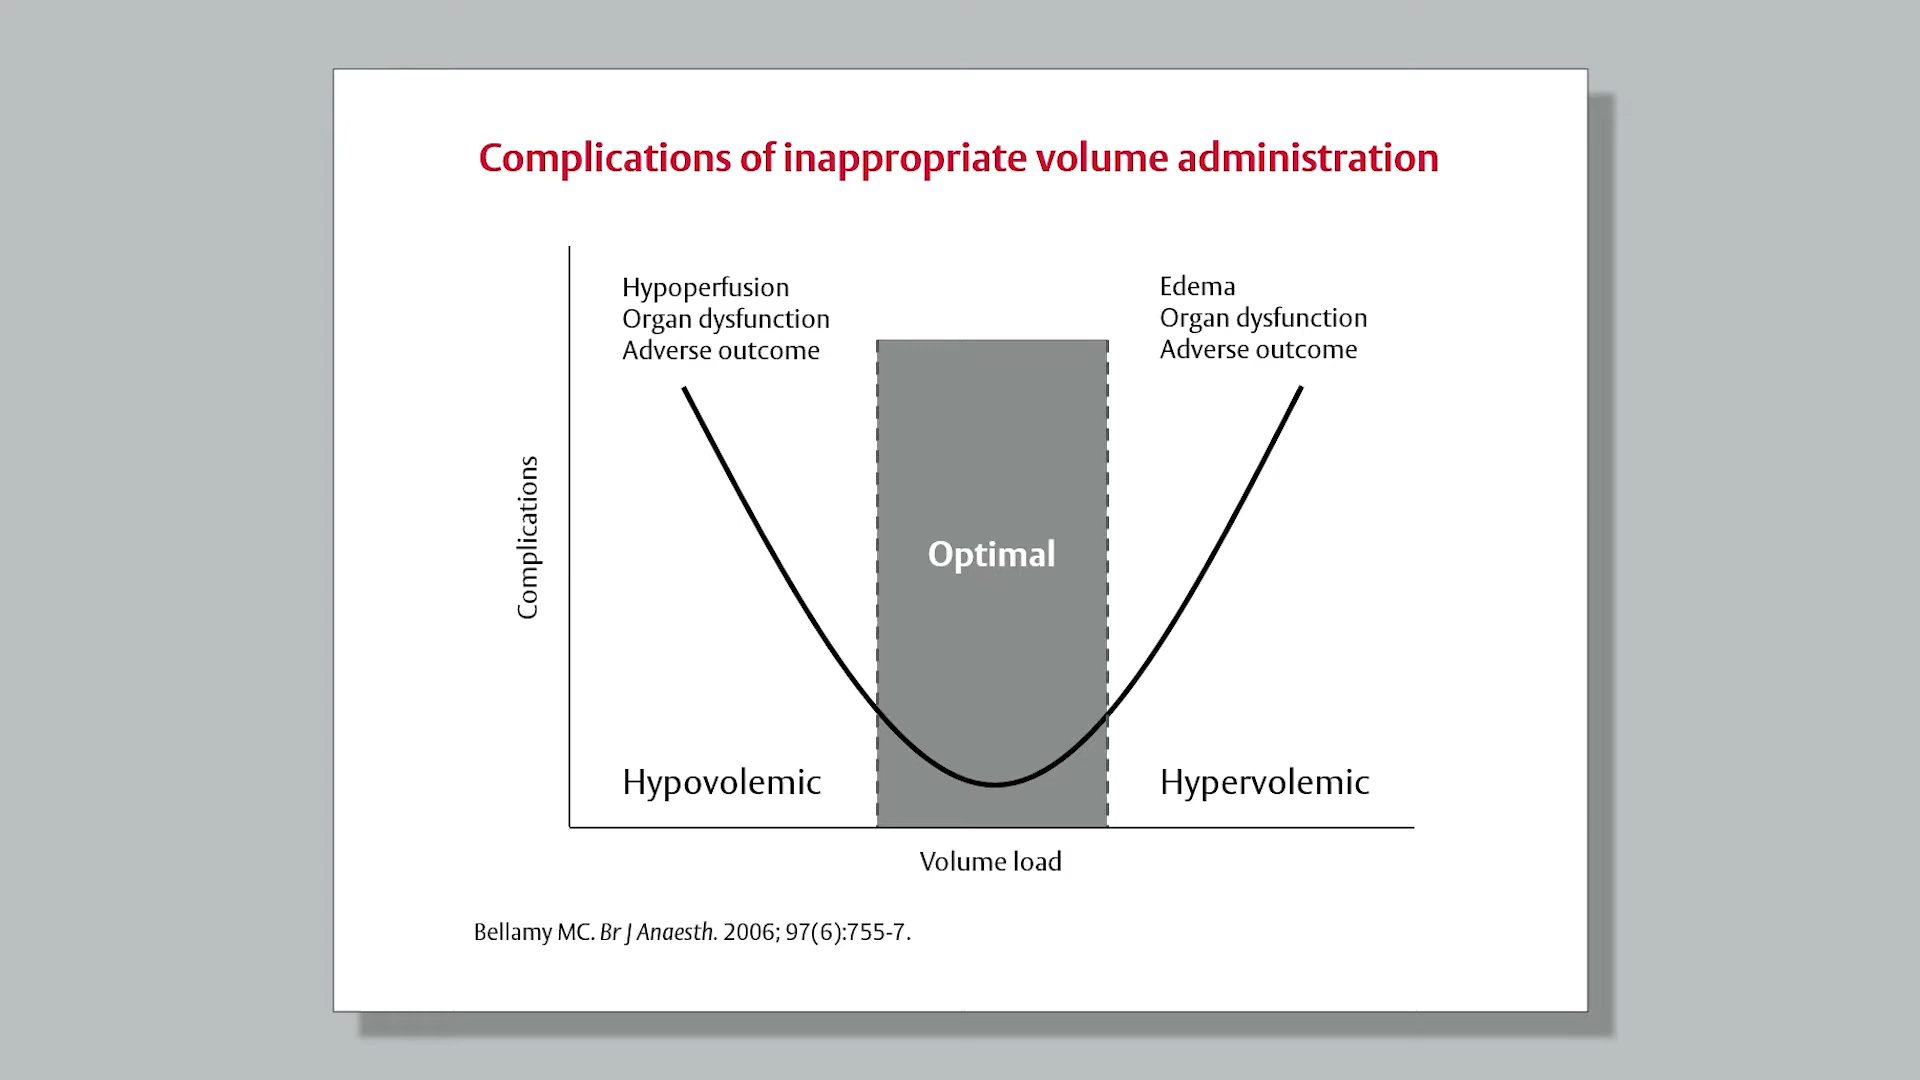 Complications of inappropriate volume administration
Hypoperfusion
Organ dysfunction
Adverse outcome
Edema
Organ dysfunction
Adverse outcome
Complications
Optimal
Hypovolemic
Hypervolemic
Volume load
Bellamy MC. Br J Anaesth. 2006; 97(6):755-7.